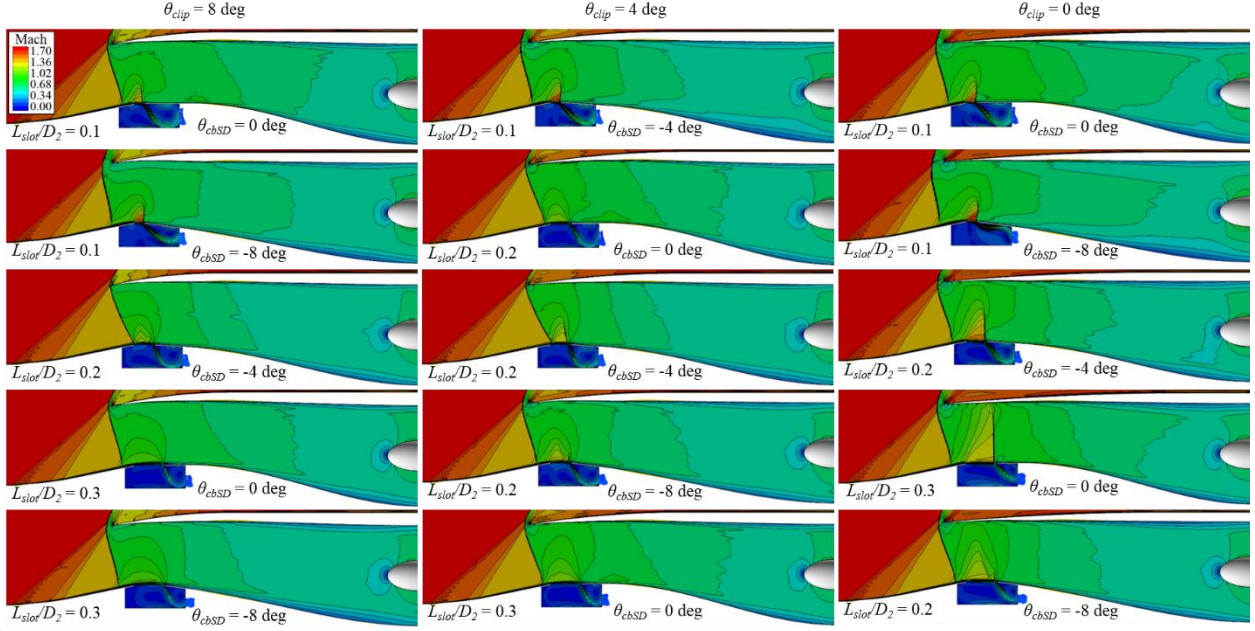 θclip = 8 deg θclip = 4 deg θclip = 0 deg
Mach
1.70
1.36
1.02
0.68
0.34
0.00
Lslot/D2 = 0.1 θcbSD = 0 deg Lslot/D2 = 0.1 θcbSD = -4 deg Lslot/D2 = 0.1 θcbSD = 0 deg
Lslot/D2 = 0.1 θcbSD = -8 deg Lslot/D2 = 0.2 θcbSD = 0 deg Lslot/D2 = 0.1 θcbSD = -8 deg
Lslot/D2 = 0.2 θcbSD = -4 deg Lslot/D2 = 0.2 θcbSD = -4 deg Lslot/D2 = 0.2 θcbSD = -4 deg
Lslot/D2 = 0.3 θcbSD = 0 deg Lslot/D2 = 0.2 θcbSD = -8 deg Lslot/D2 = 0.3 θcbSD = 0 deg
Lslot/D2 = 0.3 θcbSD = -8 deg Lslot/D2 = 0.3 θcbSD = 0 deg Lslot/D2 = 0.2 θcbSD = -8 deg